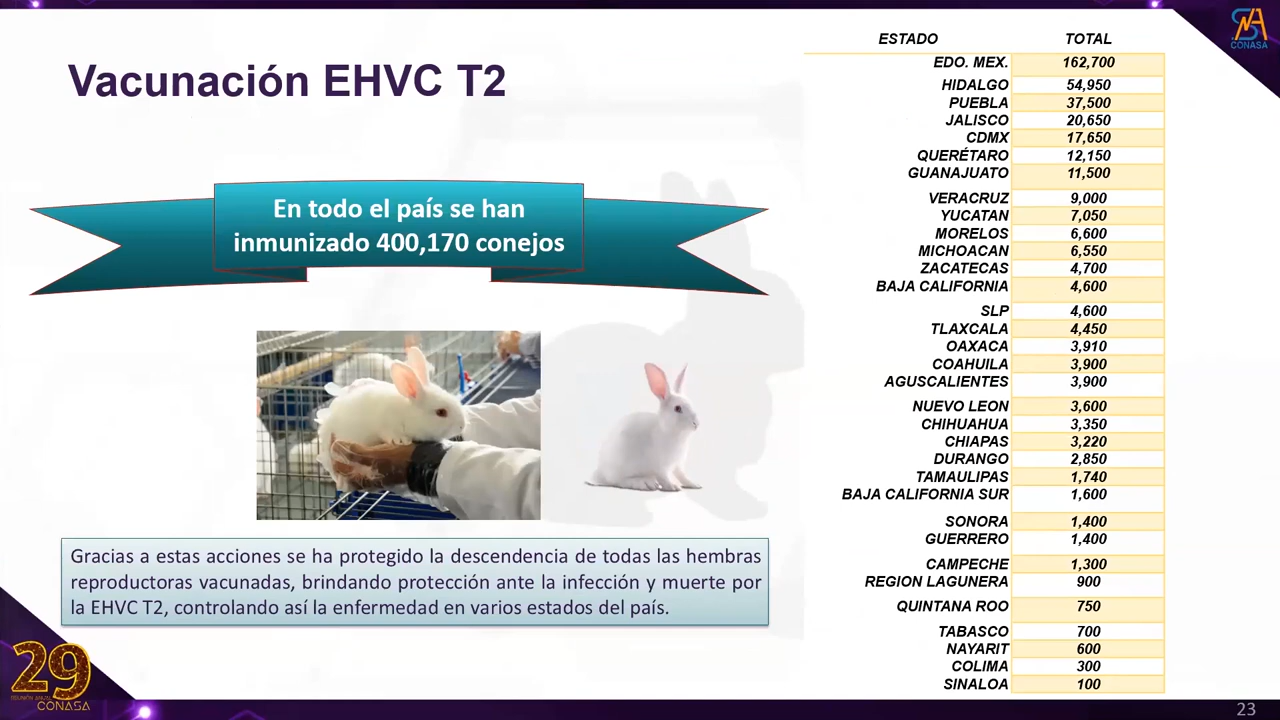 Vacunación EHVC T2
En todo el país se han
inmunizado 400,170 conejos
Gracias a estas acciones se ha protegido la descendencia de todas las hembras
reproductoras vacunadas, brindando protección ante la infección y muerte por
la EHVC T2, controlando así la enfermedad en varios estados del país.
ESTADO TOTAL
EDO. MEX. 162,700
HIDALGO 54,950
PUEBLA 37,500
JALISCO 20,650
CDMX 17,650
QUERÉTARO 12,150
GUANAJUATO 11,500
VERACRUZ 9,000
YUCATAN 7,050
MORELOS 6,600
MICHOACAN 6,550
ZACATECAS 4,700
BAJA CALIFORNIA 4,600
SLP 4,600
TLAXCALA 4,450
OAXACA 3,910
COAHUILA 3,900
AGUSCALIENTES 3,900
NUEVO LEON 3,600
CHIHUAHUA 3,350
CHIAPAS 3,220
DURANGO 2,850
TAMAULIPAS 1,740
BAJA CALIFORNIA SUR 1,600
SONORA 1,400
GUERRERO 1,400
CAMPECHE 1,300
REGION LAGUNERA 900
QUINTANA ROO 750
TABASCO 700
NAYARIT 600
COLIMA 300
SINALOA 100
CONASA
29
CONASA
23